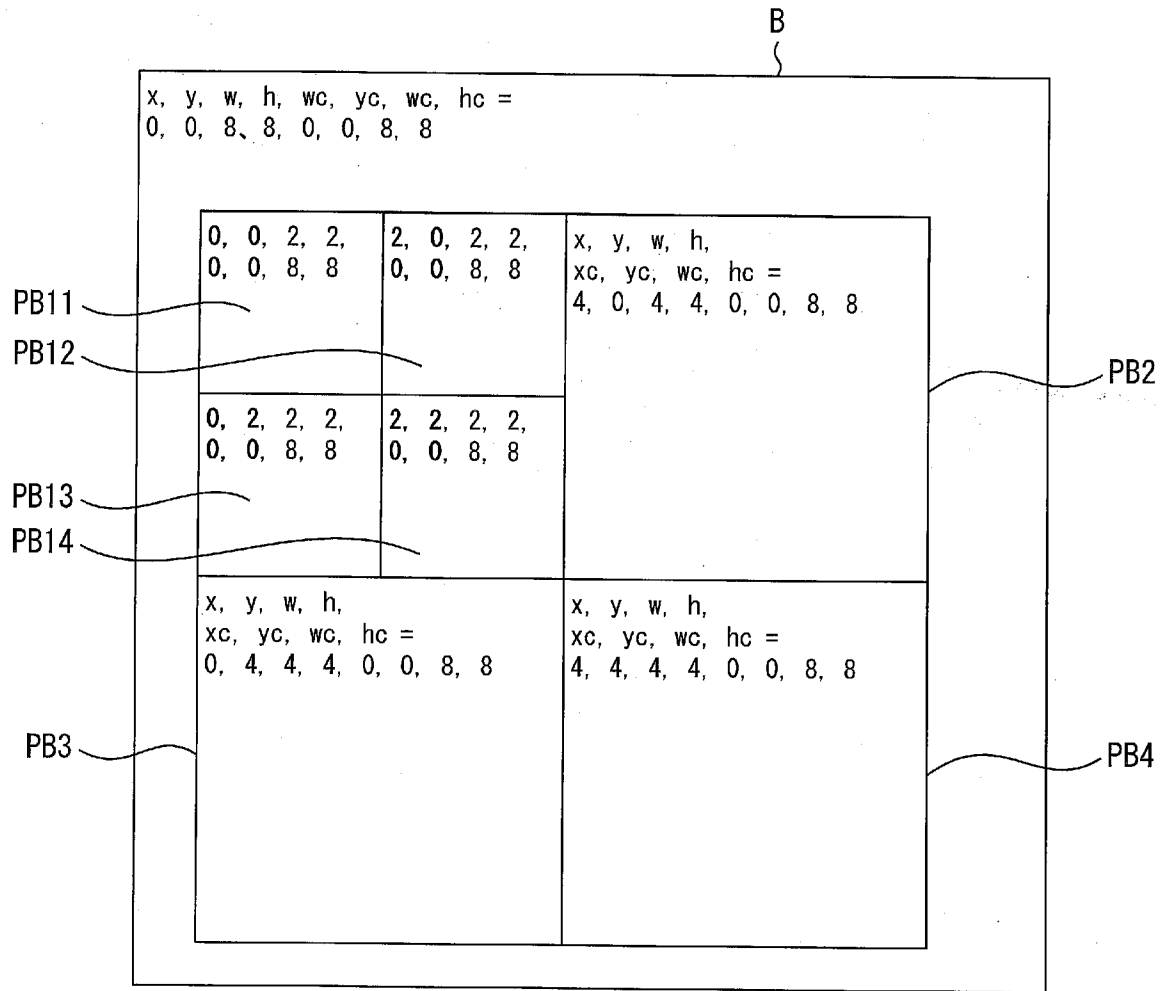 B
x, y, w, h, wc, yc, wc, hc =
0, 0, 8、8, 0, 0, 8, 8
0, 0, 2, 2,
0, 0, 8, 8
2, 0, 2, 2,
0, 0, 8, 8
x, y, w, h,
xc, yc, wc, hc =
4, 0, 4, 4, 0, 0, 8, 8
PB11
PB12
PB2
0, 2, 2, 2,
0, 0, 8, 8
2, 2, 2, 2,
0, 0, 8, 8
PB13
PB14
x, y, w, h,
xc, yc, wc, hc =
0, 4, 4, 4, 0, 0, 8, 8
x, y, w, h,
xc, yc, wc, hc =
4, 4, 4, 4, 0, 0, 8, 8
PB3
PB4